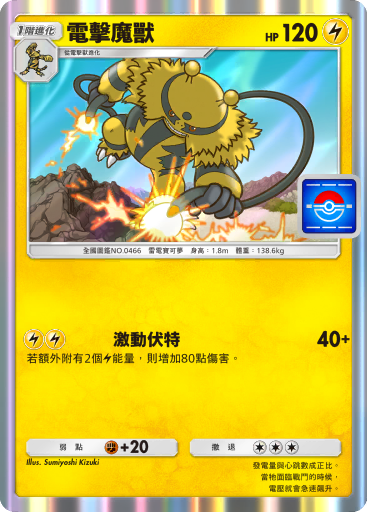 1階進化
電擊魔獸
HP 120
從電擊獸進化
全國圖鑑NO.0466 雷電寶可夢 身高：1.8m 體重：138.6kg
激動伏特 40+
若額外附有2個能量，則增加80點傷害。
弱點 +20 撤退
Illus. Sumiyoshi Kizuki
發電量與心跳數成正比。
當牠面臨戰鬥的時候，
電壓就會急速飆升。